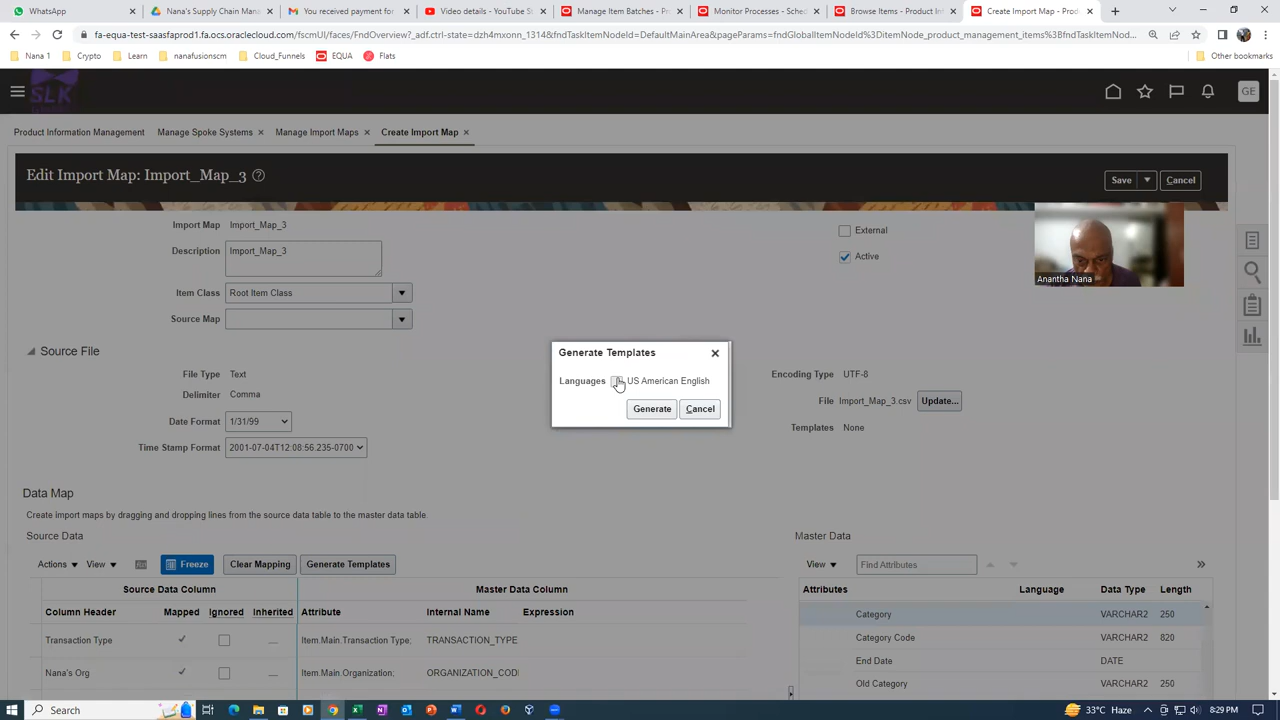 WhatsApp
Nana's Supply Chain Man
You received payment for
Video details - YouTube S
Manage Item Batches - Pr
Monitor Processes - Sched
Browse Items - Product In
Create Import Map - Produ
fa-equa-test-saasfaprod1.fa.ocs.oraclecloud.com/fscmUI/faces/FndOverview?_adf.ctrl-state=dzh4mxonn_1314&fndTaskItemNodeId=DefaultMainArea&pageParams=fndGlobalItemNodeId%3DitemNode_product_management_items%3BfndTaskItemNodeI...
Nana 1
Crypto
Learn
nanafusionscm
Cloud_Funnels
EQUA
Flats
Other bookmarks
SLK
GE
Product Information Management
Manage Spoke Systems
Manage Import Maps
Create Import Map
Edit Import Map: Import_Map_3
Save
Cancel
Import Map Import_Map_3
External
Description Import_Map_3
Active
Anantha Nana
Item Class Root Item Class
Source Map
Generate Templates
Languages US American English
Generate
Cancel
Source File
File Type Text
Encoding Type UTF-8
Delimiter Comma
File Import_Map_3.csv
Update...
Date Format 1/31/99
Templates None
Time Stamp Format 2001-07-04T12:08:56.235-0700
Data Map
Create import maps by dragging and dropping lines from the source data table to the master data table.
Source Data
Master Data
Actions
View
Freeze
Clear Mapping
Generate Templates
View
Find Attributes
Source Data Column
Master Data Column
Attributes
Language
Data Type
Length
Column Header
Mapped
Ignored
Inherited
Attribute
Internal Name
Expression
Category VARCHAR2 250
Transaction Type Item.Main.Transaction Type; TRANSACTION_TYPE
Category Code VARCHAR2 820
End Date DATE
Nana's Org Item.Main.Organization; ORGANIZATION_COD
Old Category VARCHAR2 250
Search
33°C Haze
8:29 PM